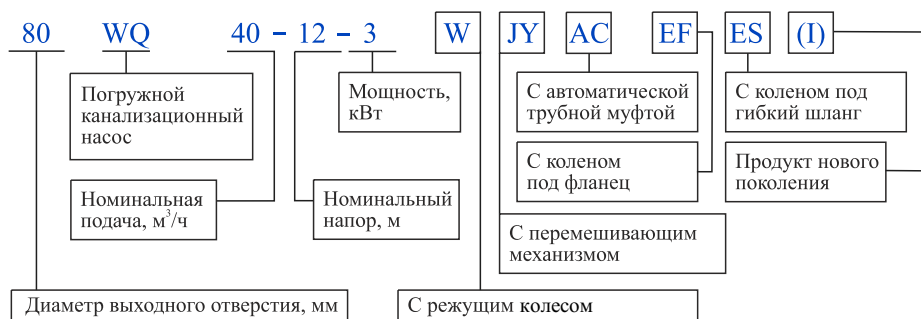 80 WQ 40 - 12 - 3 W JY AC EF ES (I)
Погружной
канализационный
насос
Мощность,
кВт
С автоматической
трубной муфтой
С коленом под
гибкий шланг
С коленом
под фланец
Продукт нового
поколения
Номинальная
подача, м³/ч
Номинальный
напор, м
С перемешивающим
механизмом
Диаметр выходного отверстия, мм
С режущим колесом